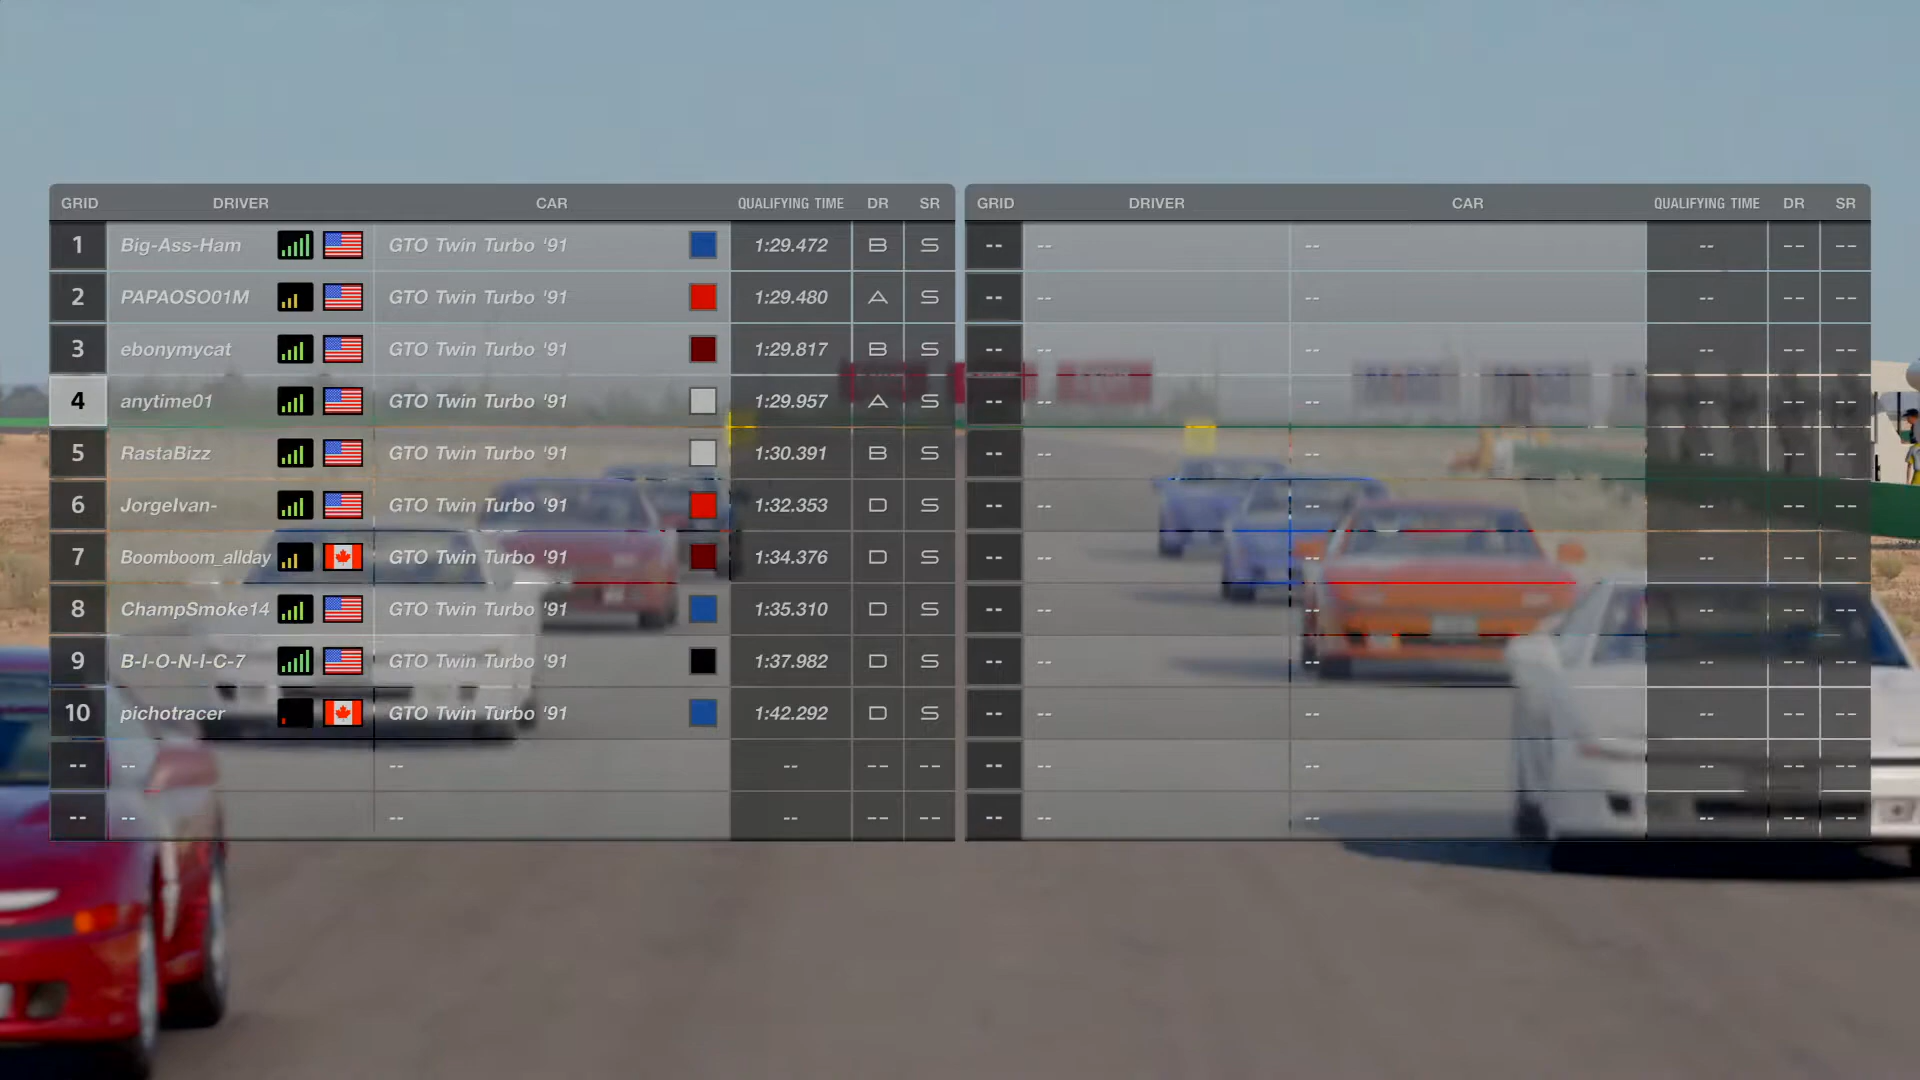 GRID DRIVER CAR QUALIFYING TIME DR SR
1 Big-Ass-Ham GTO Twin Turbo '91 1:29.472 B S
2 PAPAOSO01M GTO Twin Turbo '91 1:29.480 A S
3 ebonymycat GTO Twin Turbo '91 1:29.817 B S
4 anytime01 GTO Twin Turbo '91 1:29.957 A S
5 RastaBizz GTO Twin Turbo '91 1:30.391 B S
6 JorgeIvan- GTO Twin Turbo '91 1:32.353 D S
7 Boomboom_allday GTO Twin Turbo '91 1:34.376 D S
8 ChampSmoke14 GTO Twin Turbo '91 1:35.310 D S
9 B-I-O-N-I-C-7 GTO Twin Turbo '91 1:37.982 D S
10 pichotracer GTO Twin Turbo '91 1:42.292 D S
-- -- -- -- -- --
-- -- -- -- -- --
GRID DRIVER CAR QUALIFYING TIME DR SR
-- -- -- -- -- --
-- -- -- -- -- --
-- -- -- -- -- --
-- -- -- -- -- --
-- -- -- -- -- --
-- -- -- -- -- --
-- -- -- -- -- --
-- -- -- -- -- --
-- -- -- -- -- --
-- -- -- -- -- --
-- -- -- -- -- --
-- -- -- -- -- --